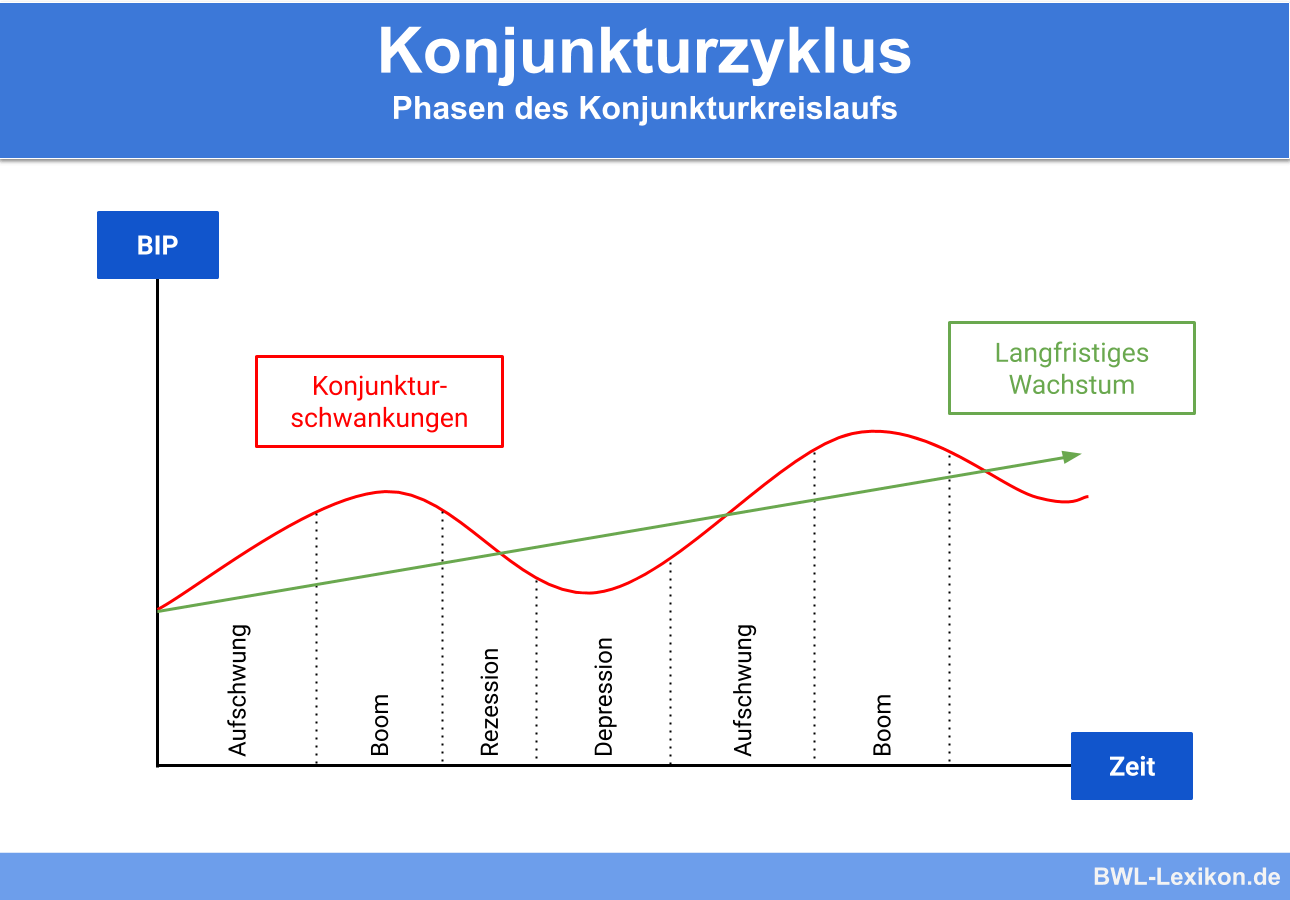 Konjunkturzyklus
Phasen des Konjunkturkreislaufs
BIP
Konjunktur-
schwankungen
Langfristiges
Wachstum
Aufschwung
Boom
Rezession
Depression
Aufschwung
Boom
Zeit
BWL-Lexikon.de